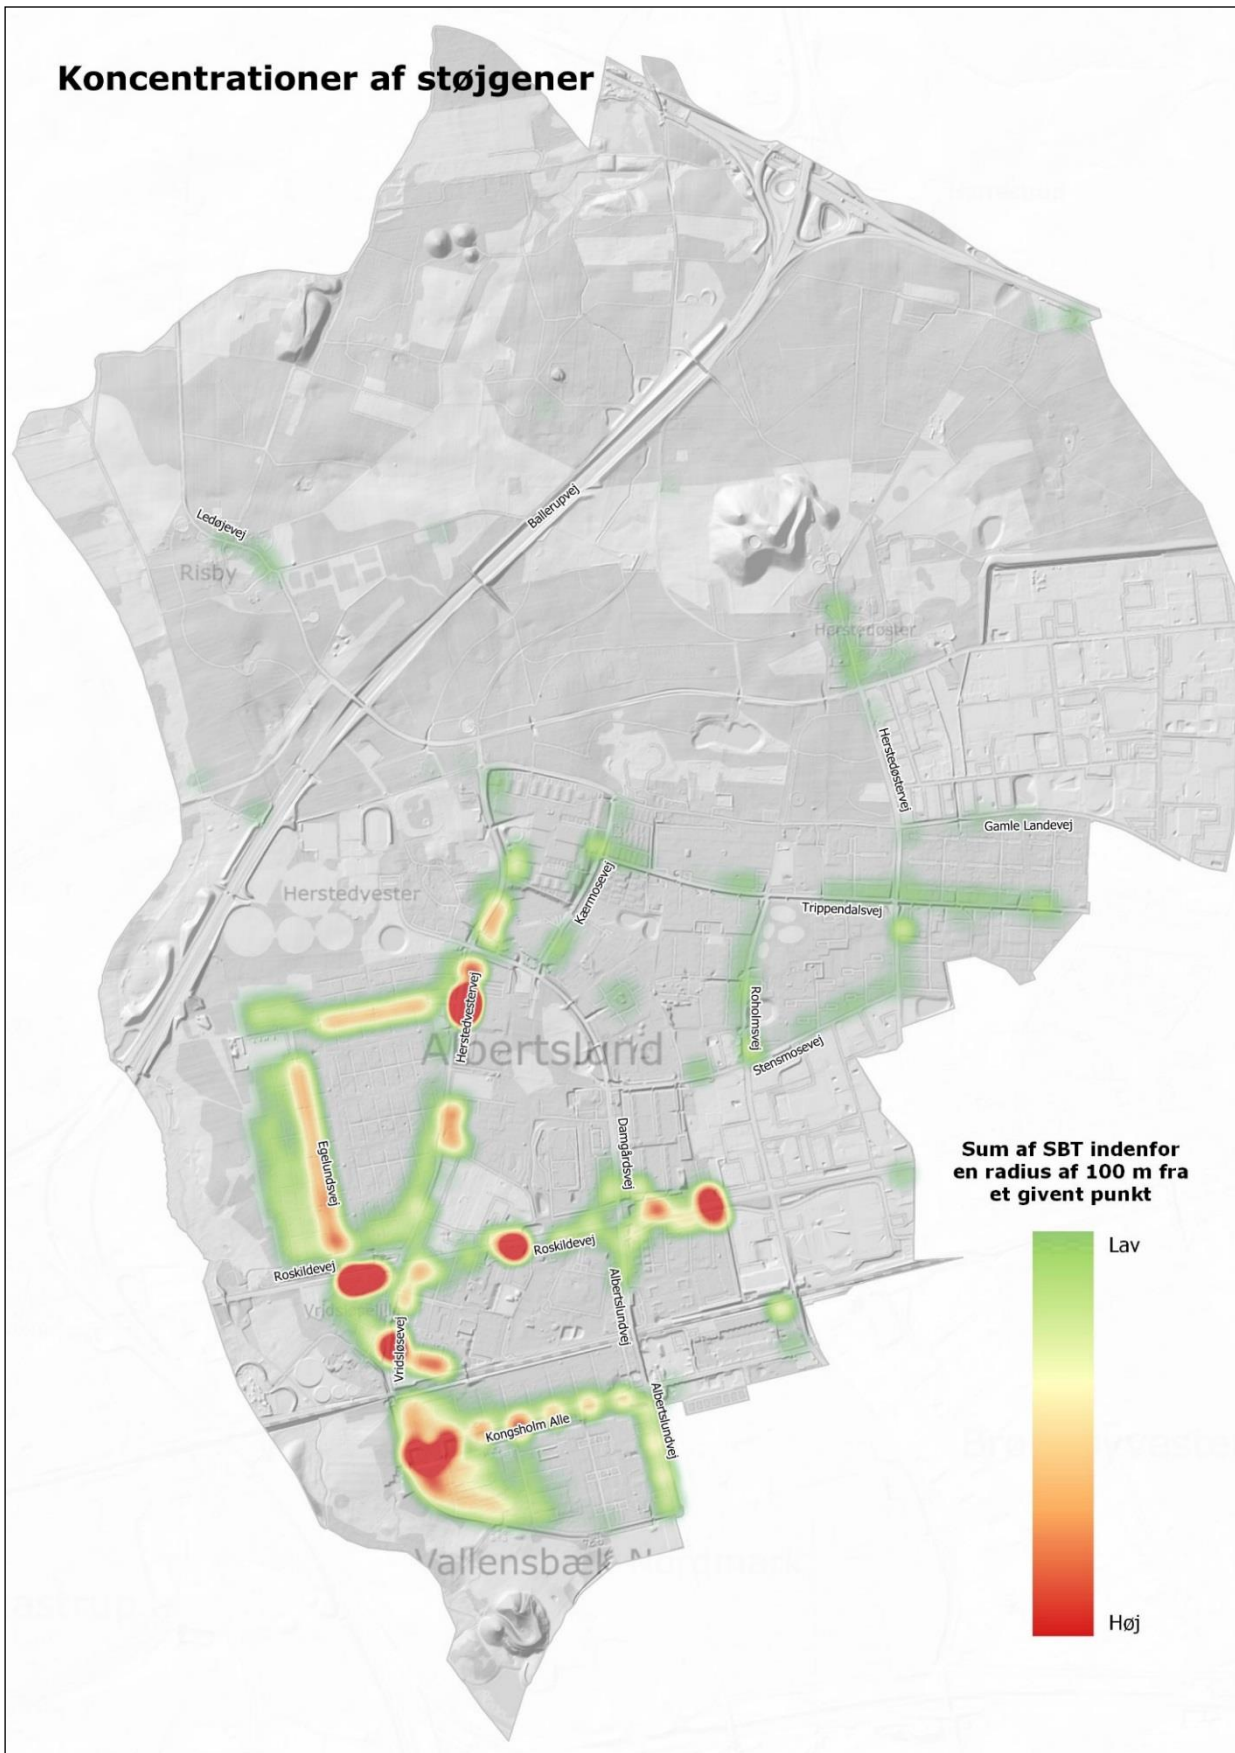 Koncentrationer af støjgener
Ballerupvej
Ledøjevej
Risby
Herstedøster
Herstedøstervej
Gamle Landevej
Herstedvester
Kærmosevej
Trippendalsvej
Herstedvestervej
Roholmsvej
Albertslund
Stensmosevej
Damgårdsvej
Egelundsvej
Sum af SBT indenfor
en radius af 100 m fra
et givent punkt
Lav
Roskildevej
Roskildevej
Albertslundvej
Vridsløsevej
Albertslundvej
Kongsholm Alle
Vallensbæk Nordmark
Høj